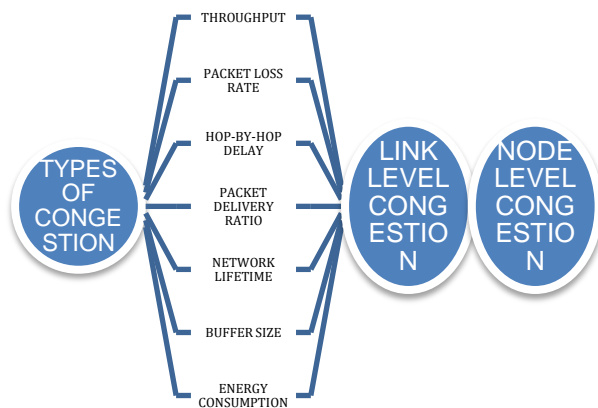 TYPES
OF
CONGE
STION
THROUGHPUT
PACKET LOSS
RATE
HOP-BY-HOP
DELAY
PACKET
DELIVERY
RATIO
NETWORK
LIFETIME
BUFFER SIZE
ENERGY
CONSUMPTION
LINK
LEVEL
CONG
ESTIO
N
NODE
LEVEL
CONG
ESTIO
N